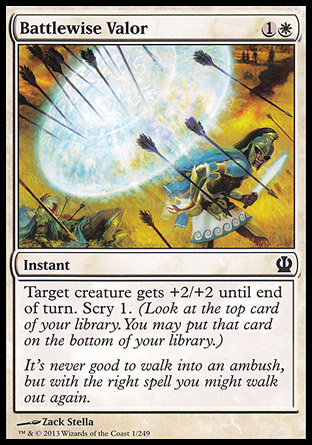 Battlewise Valor 1
Instant
Target creature gets +2/+2 until end
of turn. Scry 1. (Look at the top card
of your library. You may put that card
on the bottom of your library.)
It's never good to walk into an ambush,
but with the right spell you might walk
out again.
Zack Stella
™ & © 2013 Wizards of the Coast 1/249